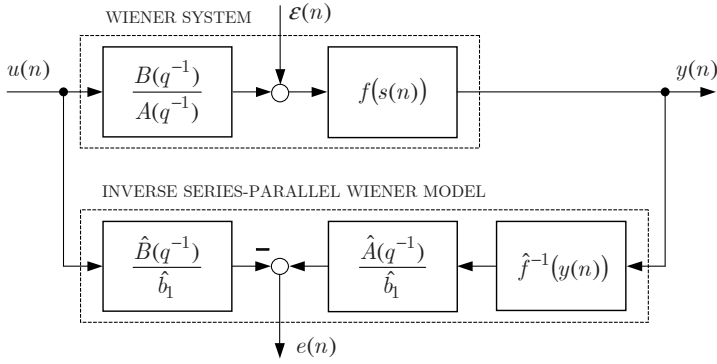 WIENER SYSTEM
ε(n)
u(n)
B(q⁻¹)
A(q⁻¹)
f(s(n))
y(n)
INVERSE SERIES-PARALLEL WIENER MODEL
B̂(q⁻¹)
b̂₁
–
Â(q⁻¹)
b̂₁
f̂⁻¹(y(n))
e(n)